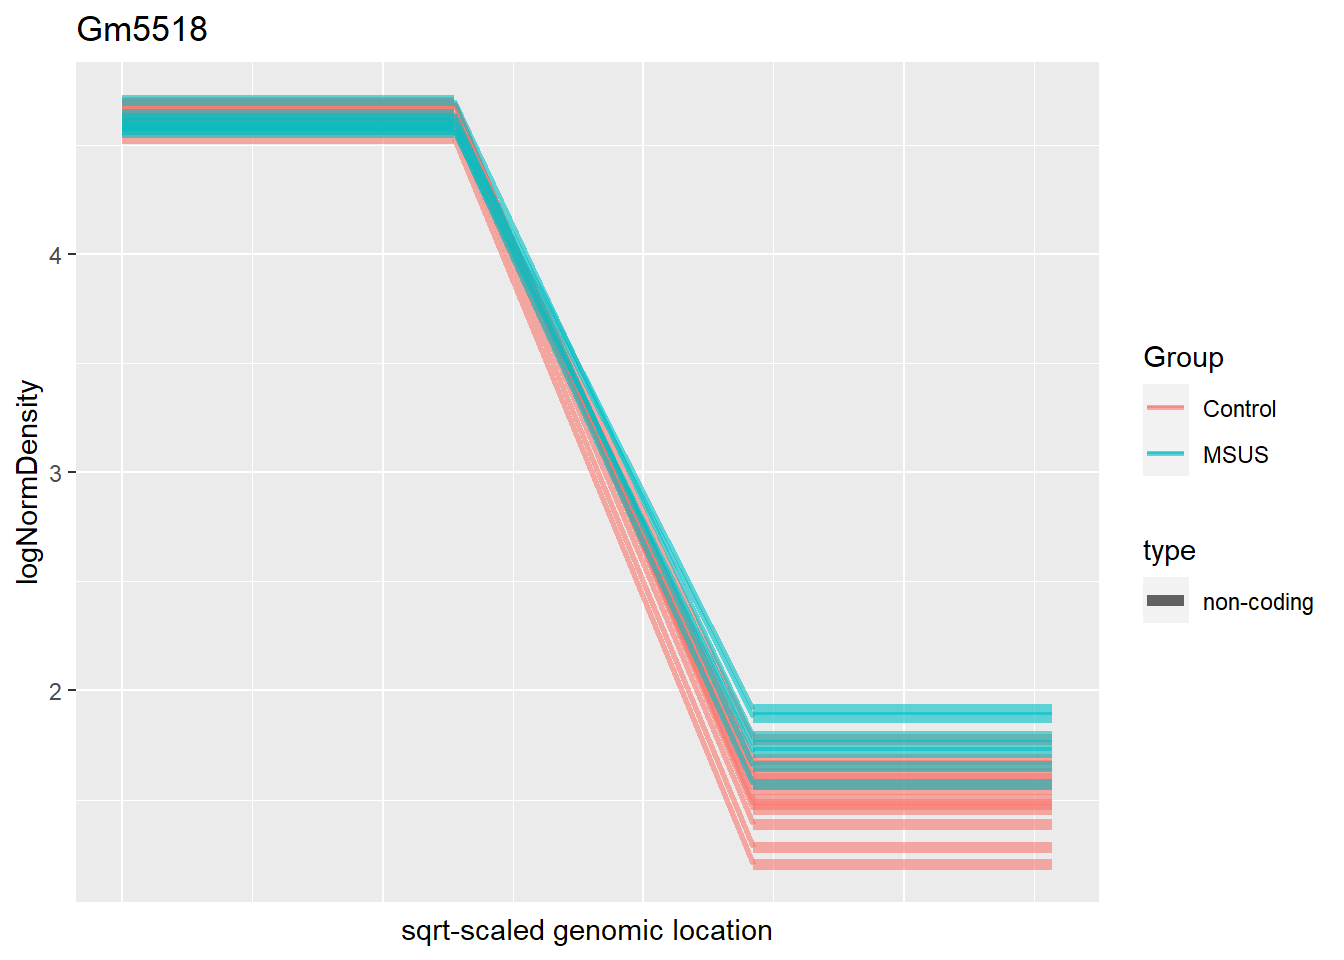 Gm5518
4
3
2
logNormDensity
sqrt-scaled genomic location
Group
Control
MSUS
type
non-coding